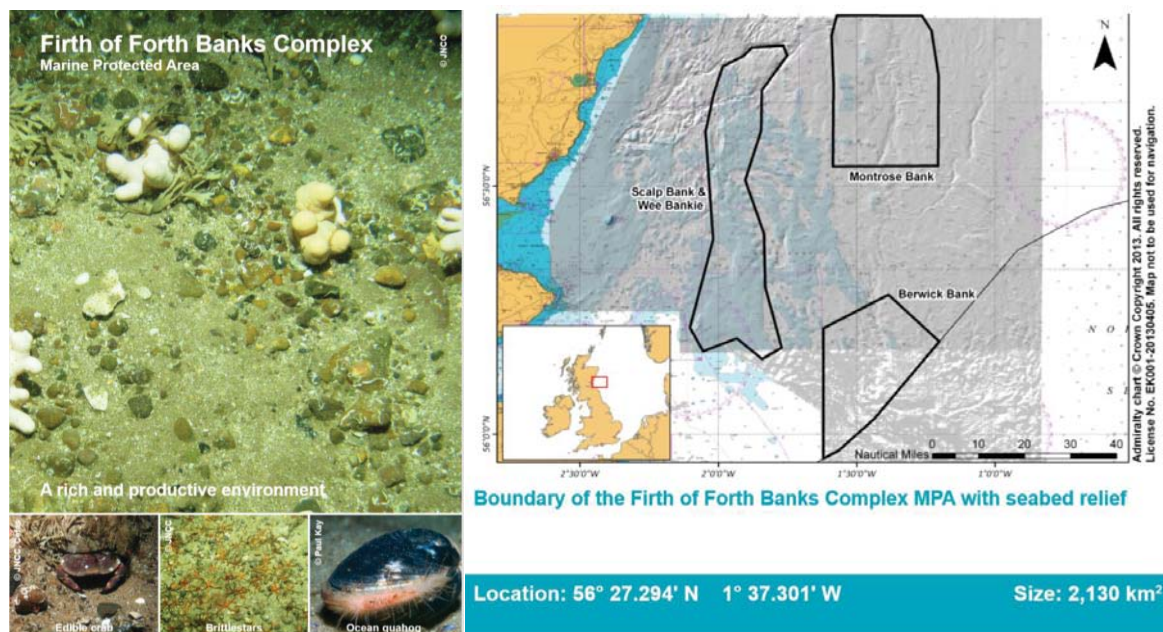 Firth of Forth Banks Complex
Marine Protected Area
© JNCC
A rich and productive environment
Edible crab
JNCC
Brittlestars
© Paul Kay
Ocean quahog
N
56°30'0"N
56°0'0"N
Scalp Bank &
Wee Bankie
Montrose Bank
Berwick Bank
Nautical Miles
0 10 20 30 40
2°30'0"W
2°0'0"W
1°30'0"W
1°0'0"W
Admiralty chart © Crown Copyright 2013. All rights reserved.
License No. EK001-20130405. Map not to be used for navigation.
Boundary of the Firth of Forth Banks Complex MPA with seabed relief
Location: 56° 27.294' N 1° 37.301' W
Size: 2,130 km²